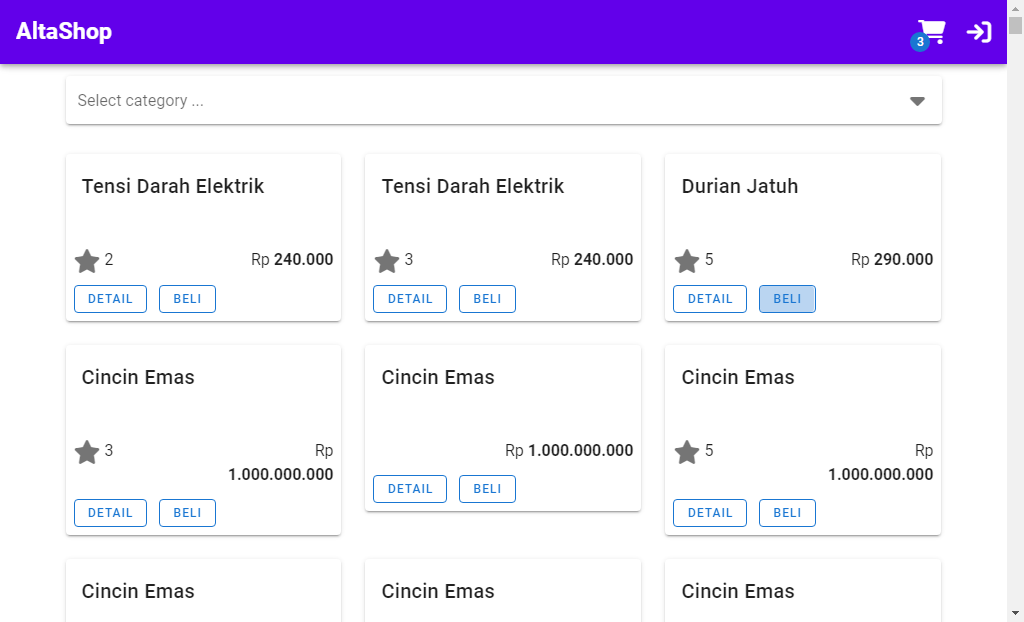 AltaShop
3
Select category ...
Tensi Darah Elektrik
2
Rp 240.000
DETAIL
BELI
Tensi Darah Elektrik
3
Rp 240.000
DETAIL
BELI
Durian Jatuh
5
Rp 290.000
DETAIL
BELI
Cincin Emas
3
Rp
1.000.000.000
DETAIL
BELI
Cincin Emas
Rp 1.000.000.000
DETAIL
BELI
Cincin Emas
5
Rp
1.000.000.000
DETAIL
BELI
Cincin Emas
Cincin Emas
Cincin Emas